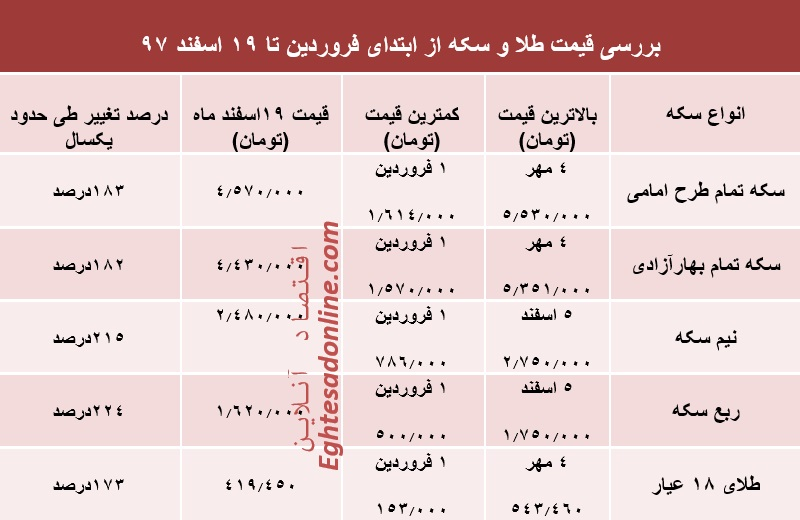 بررسی قیمت طلا و سکه از ابتدای فروردین تا ۱۹ اسفند ۹۷
انواع سکه
بالاترین قیمت
(تومان)
کمترین قیمت
(تومان)
قیمت ۱۹اسفند ماه
(تومان)
درصد تغییر طی حدود
یکسال
سکه تمام طرح امامی
۴ مهر
۵٫۵۳۰٫۰۰۰
۱ فروردین
۱٫۶۱۴٫۰۰۰
۴٫۵۷۰٫۰۰۰
۱۸۳درصد
سکه تمام بهارآزادی
۴ مهر
۵٫۳۵۱٫۰۰۰
۱ فروردین
۱٫۵۷۰٫۰۰۰
۴٫۴۳۰٫۰۰۰
۱۸۲درصد
نیم سکه
۵ اسفند
۲٫۷۵۰٫۰۰۰
۱ فروردین
۷۸۶٫۰۰۰
۲٫۴۸۰٫۰۰۰
۲۱۵درصد
ربع سکه
۵ اسفند
۱٫۷۵۰٫۰۰۰
۱ فروردین
۵۰۰٫۰۰۰
۱٫۶۲۰٫۰۰۰
۲۲۴درصد
طلای ۱۸ عیار
۴ مهر
۵۴۳٫۴۶۰
۱ فروردین
۱۵۳٫۰۰۰
۴۱۹٫۴۵۰
۱۷۳درصد
اقتصاد آنلاین
Eghtesadonline.com